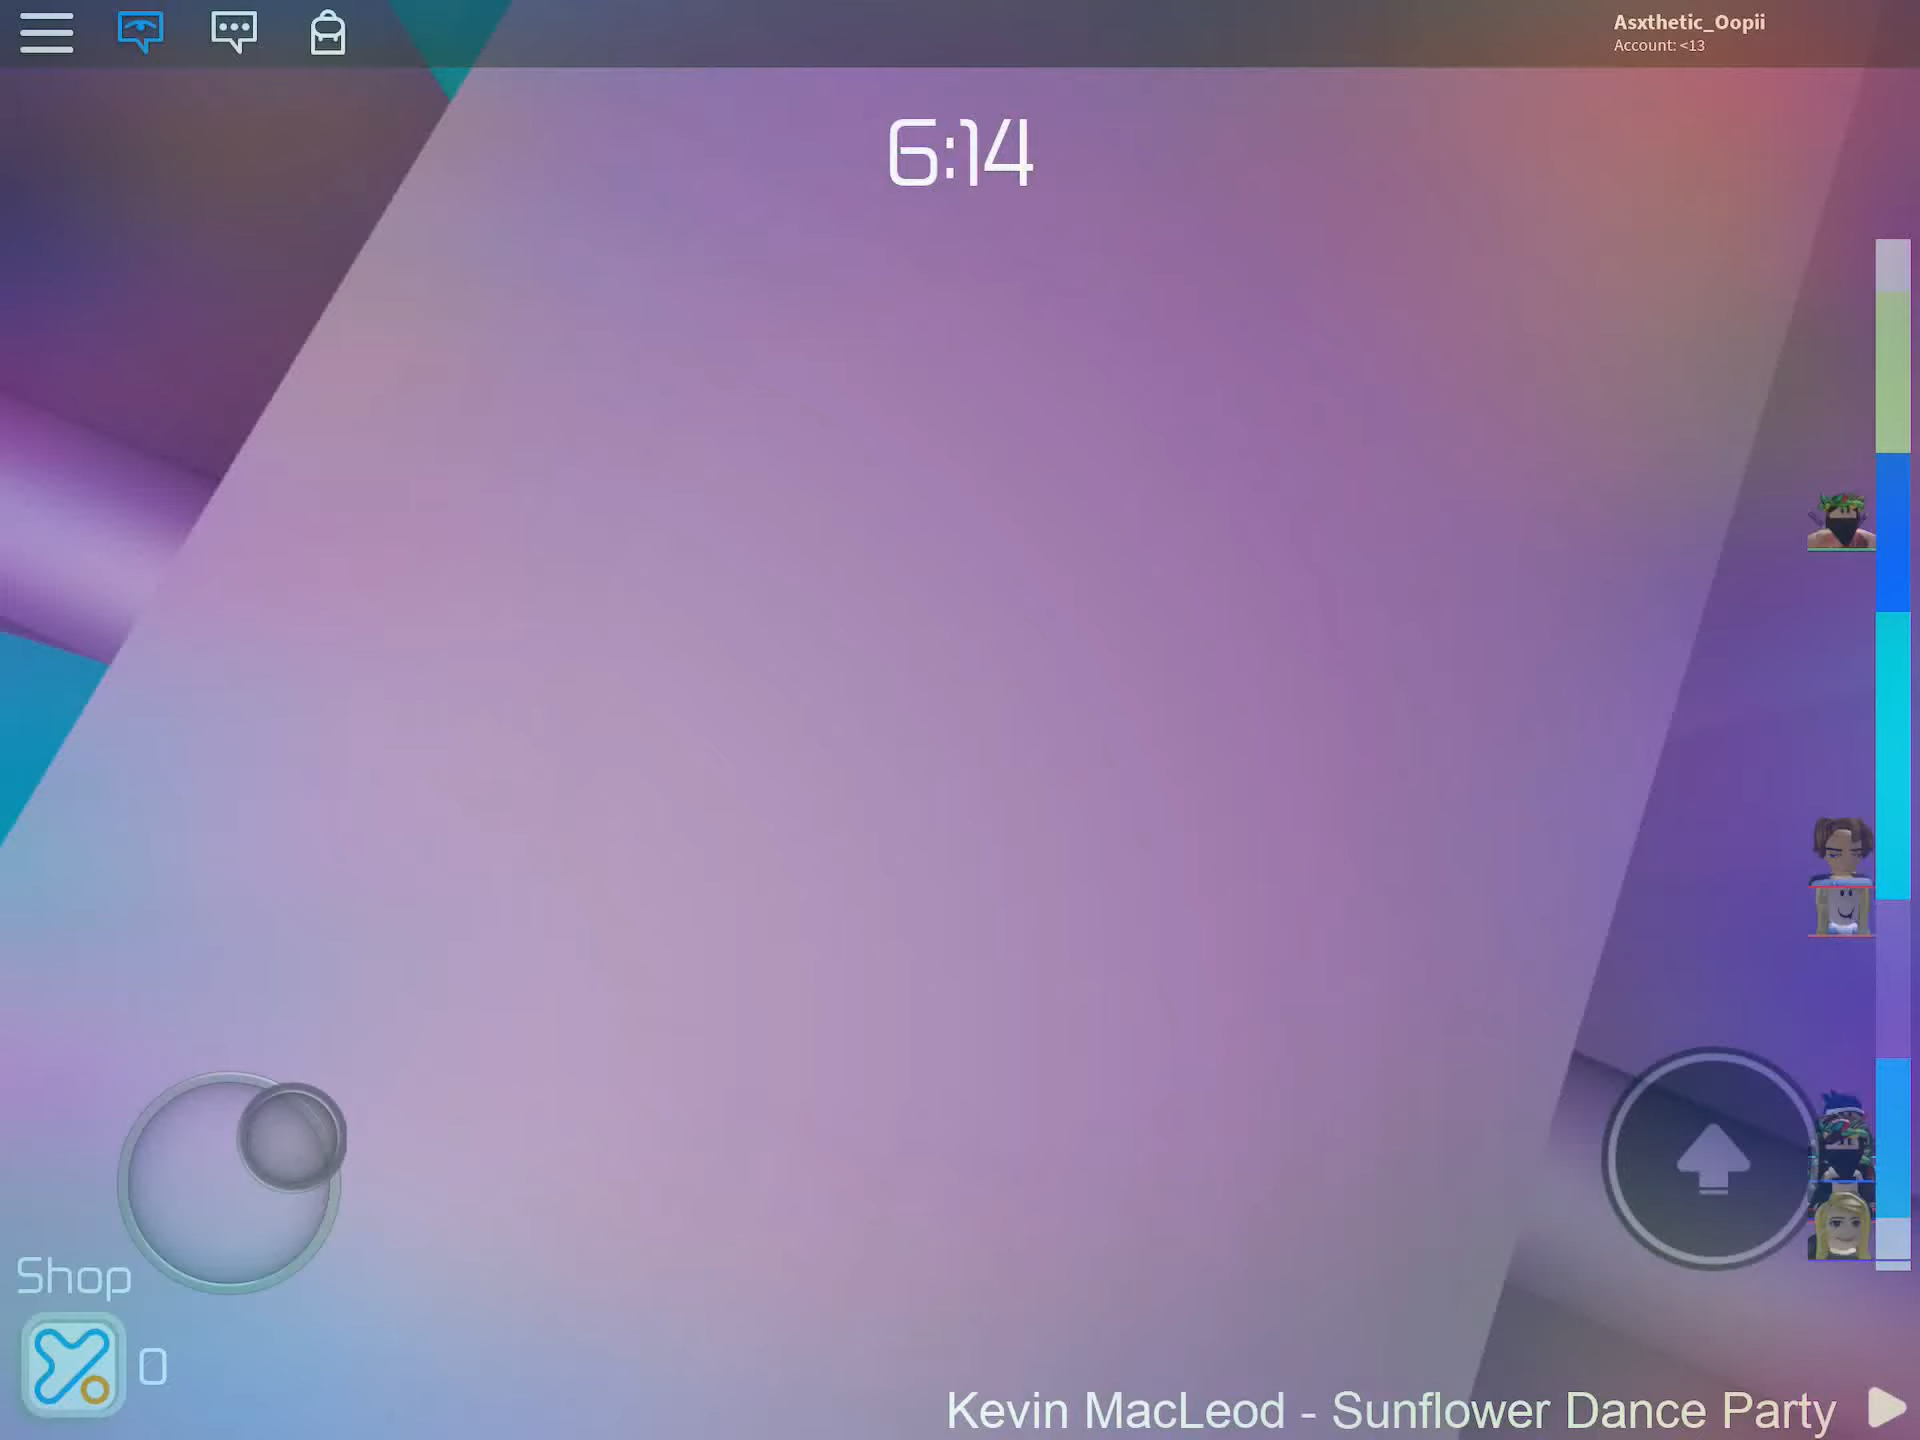 Asxthetic_Oopii
Account: <13
6:14
Shop
0
Kevin MacLeod - Sunflower Dance Party